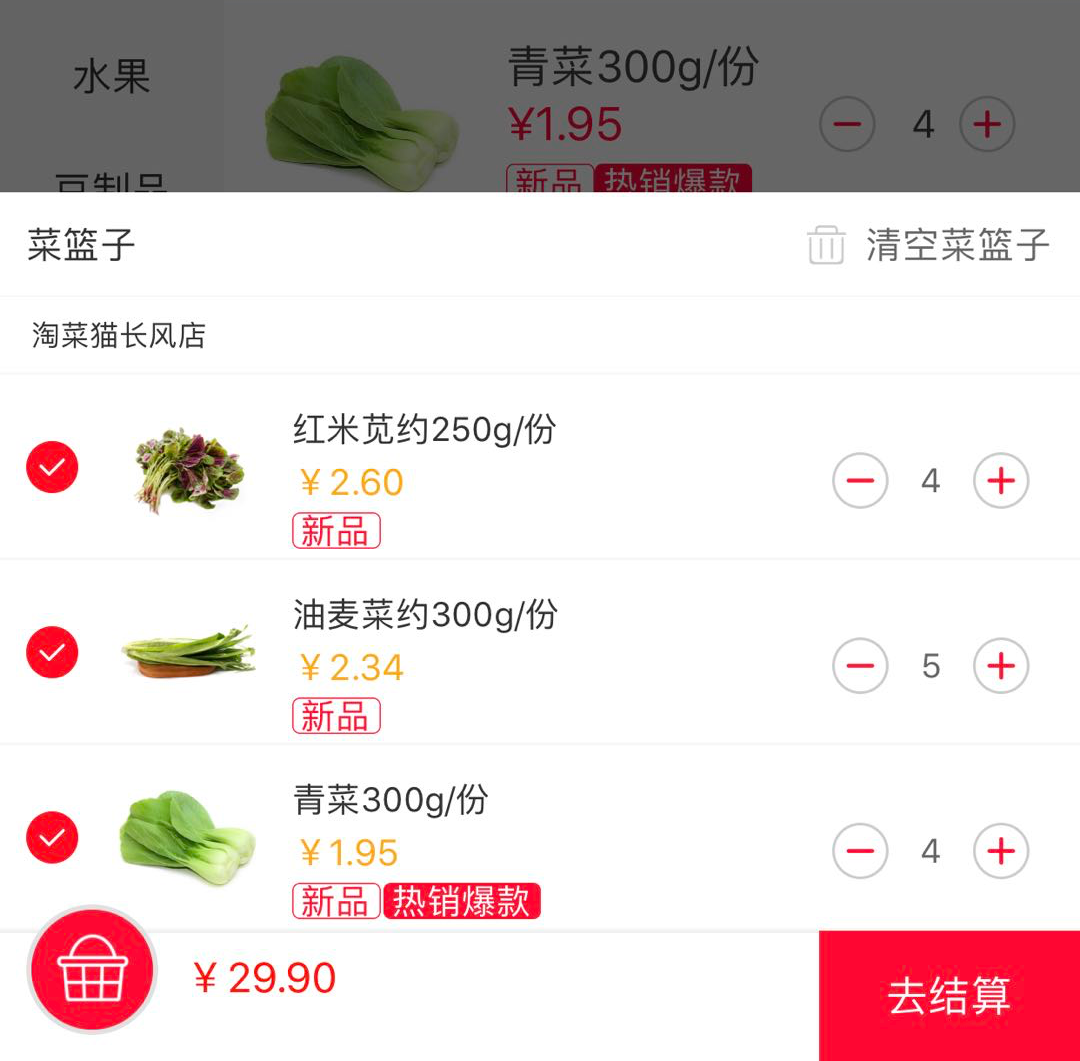 水果
青菜300g/份
¥1.95
4
豆制品
新品 热销爆款
菜篮子
清空菜篮子
淘菜猫长风店
红米苋约250g/份
¥ 2.60
新品
4
油麦菜约300g/份
¥ 2.34
新品
5
青菜300g/份
¥ 1.95
新品 热销爆款
4
¥ 29.90
去结算